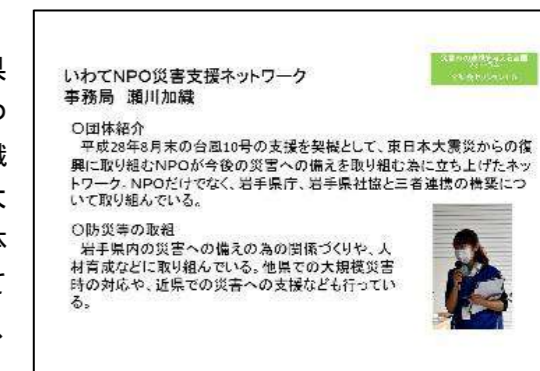 いわてNPO災害支援ネットワーク
事務局 瀬川加織
〇団体紹介
平成28年8月末の台風10号の支援を契機として、東日本大震災からの復
興に取り組むNPOが今後の災害への備えを取り組む為に立ち上げたネッ
トワーク。NPOだけでなく、岩手県庁、岩手県社協と三者連携の構築につ
いて取り組んでいる。
〇防災等の取組
岩手県内の災害への備えの為の関係づくりや、人
材育成などに取り組んでいる。他県での大規模災害
時の対応や、近県での災害への支援なども行ってい
る。